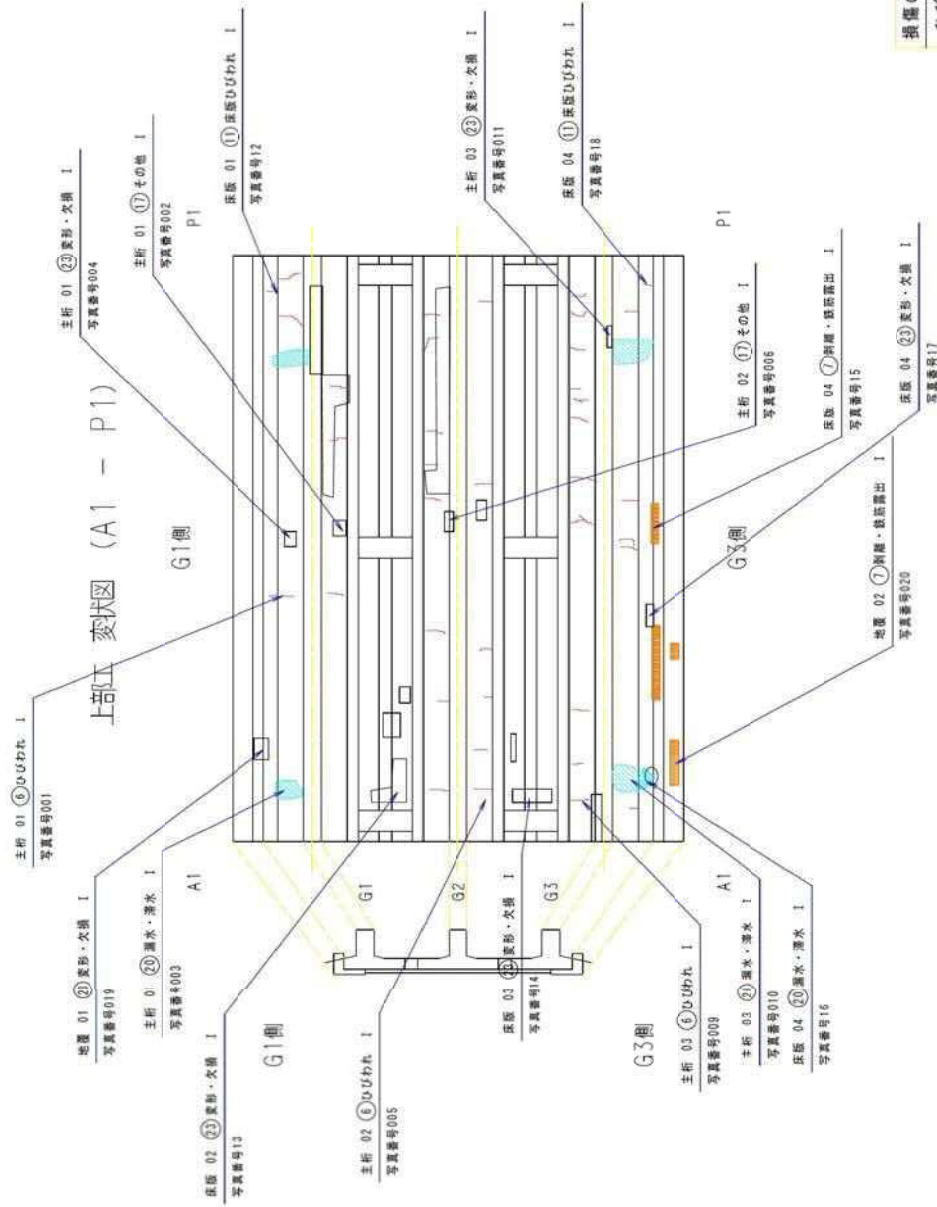 上部工 変状図 (A1 - P1)
G1側
主桁 01 ⑥ひびわれ I
写真番号001
地覆 01 ㉑変形・欠損 I
写真番号019
主桁 01 ⑳漏水・滞水 I
写真番号003
床版 02 ㉓変形・欠損 I
写真番号13
主桁 02 ⑥ひびわれ I
写真番号005
主桁 01 ㉓変形・欠損 I
写真番号004
主桁 01 ⑰その他 I
写真番号002
床版 01 ⑪床版ひびわれ I
写真番号12
主桁 03 ㉓変形・欠損 I
写真番号011
床版 04 ⑪床版ひびわれ I
写真番号18
A1
P1
G1
G2
G3
G1側
G3側
A1
P1
G3側
床版 03 ㉓変形・欠損 I
写真番号14
主桁 03 ⑥ひびわれ I
写真番号009
主桁 03 ㉑漏水・滞水 I
写真番号010
床版 04 ⑳漏水・滞水 I
写真番号16
主桁 02 ⑰その他 I
写真番号006
床版 04 ⑦剥離・鉄筋露出 I
写真番号15
地覆 02 ⑦剥離・鉄筋露出 I
写真番号020
床版 04 ㉓変形・欠損 I
写真番号17
損傷